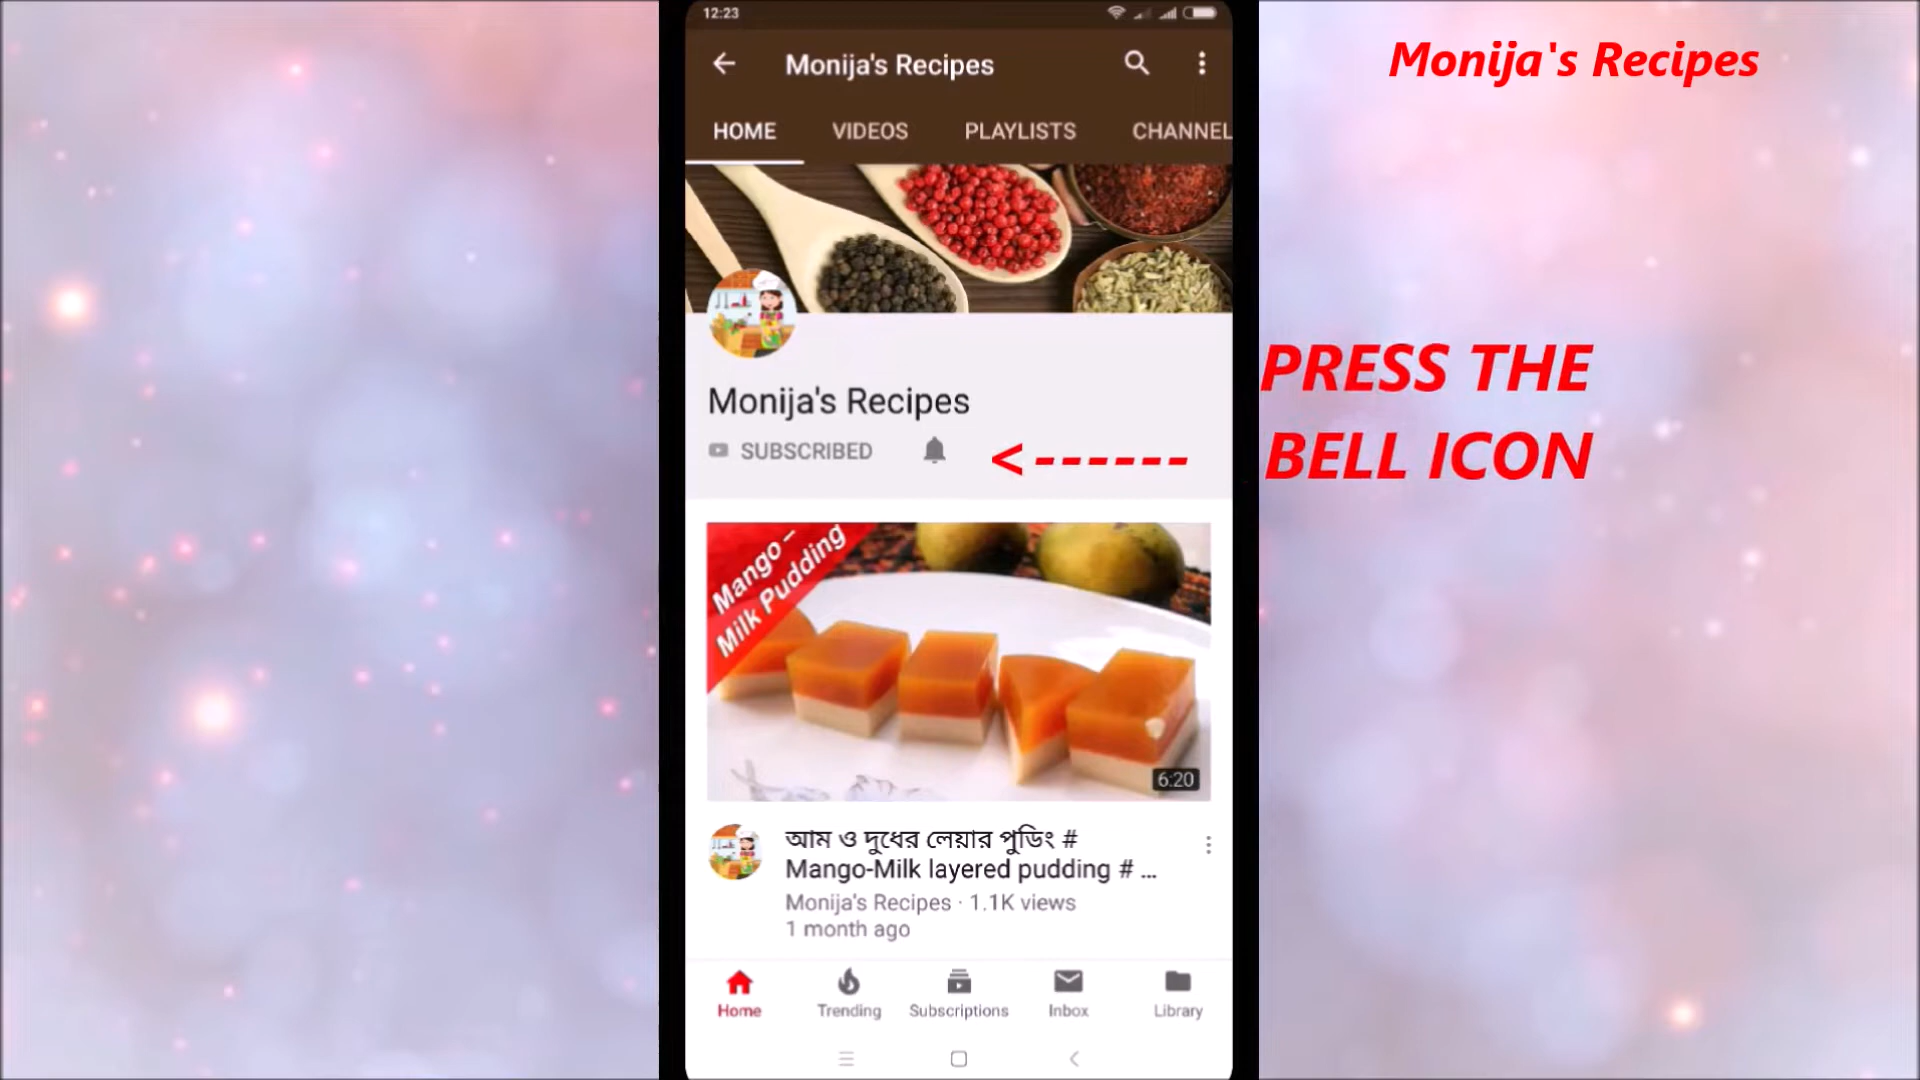 12:23
Monija's Recipes
HOME VIDEOS PLAYLISTS CHANNEL
Monija's Recipes
SUBSCRIBED
<------
Mango –
Milk Pudding
6:20
আম ও দুধের লেয়ার পুডিং #
Mango-Milk layered pudding # ...
Monija's Recipes · 1.1K views
1 month ago
Home Trending Subscriptions Inbox Library
Monija's Recipes
PRESS THE
BELL ICON